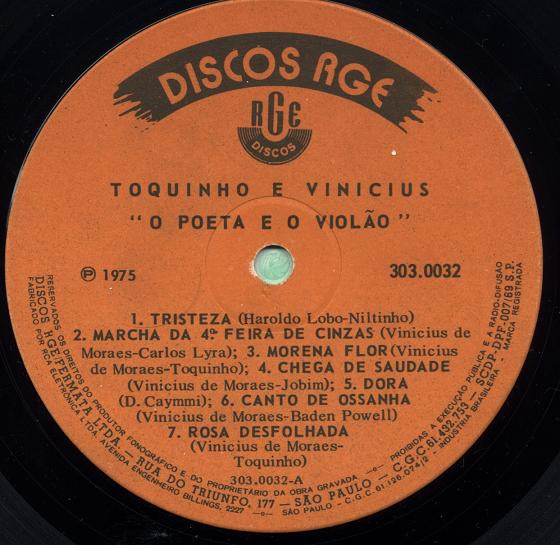 DISCOS RGE
RGE
DISCOS
TOQUINHO E VINICIUS
"O POETA E O VIOLÃO"
℗ 1975
303.0032
1. TRISTEZA (Haroldo Lobo-Niltinho)
2. MARCHA DA 4ª FEIRA DE CINZAS (Vinicius de
Moraes-Carlos Lyra); 3. MORENA FLOR(Vinicius
de Moraes-Toquinho); 4. CHEGA DE SAUDADE
(Vinicius de Moraes-Jobim); 5. DORA
(D. Caymmi); 6. CANTO DE OSSANHA
(Vinicius de Moraes-Baden Powell)
7. ROSA DESFOLHADA
(Vinicius de Moraes-
Toquinho)
303.0032-A
RESERVADOS OS DIREITOS DO PRODUTOR FONOGRÁFICO E DO PROPRIETÁRIO DA OBRA GRAVADA —o— PROIBIDAS A EXECUÇÃO PÚBLICA E A RADIO-DIFUSÃO
DISCOS RGE/FERMATA LTDA. — RUA DO TRIUNFO, 177 — SÃO PAULO — C.G.C. 61.492.755 — SCDP-DPF-007/69 S.P.
FABRICADO POR ELETRÔNICA LTDA. AVENIDA ENGENHEIRO BILLINGS, 2227 —o— SÃO PAULO - C.G.C. 61.126.074/2 - INDÚSTRIA BRASILEIRA - MARCA REGISTRADA